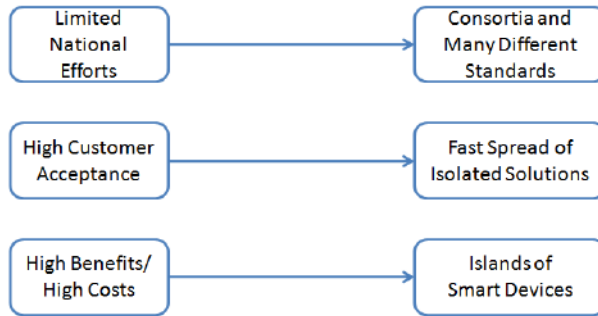 Limited
National
Efforts
Consortia and
Many Different
Standards
High Customer
Acceptance
Fast Spread of
Isolated Solutions
High Benefits/
High Costs
Islands of
Smart Devices